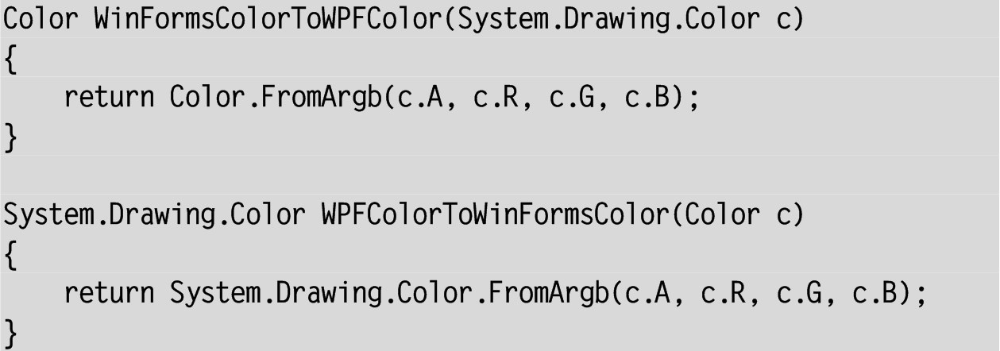 Color WinFormsColorToWPFColor(System.Drawing.Color c)
{
    return Color.FromArgb(c.A, c.R, c.G, c.B);
}

System.Drawing.Color WPFColorToWinFormsColor(Color c)
{
    return System.Drawing.Color.FromArgb(c.A, c.R, c.G, c.B);
}